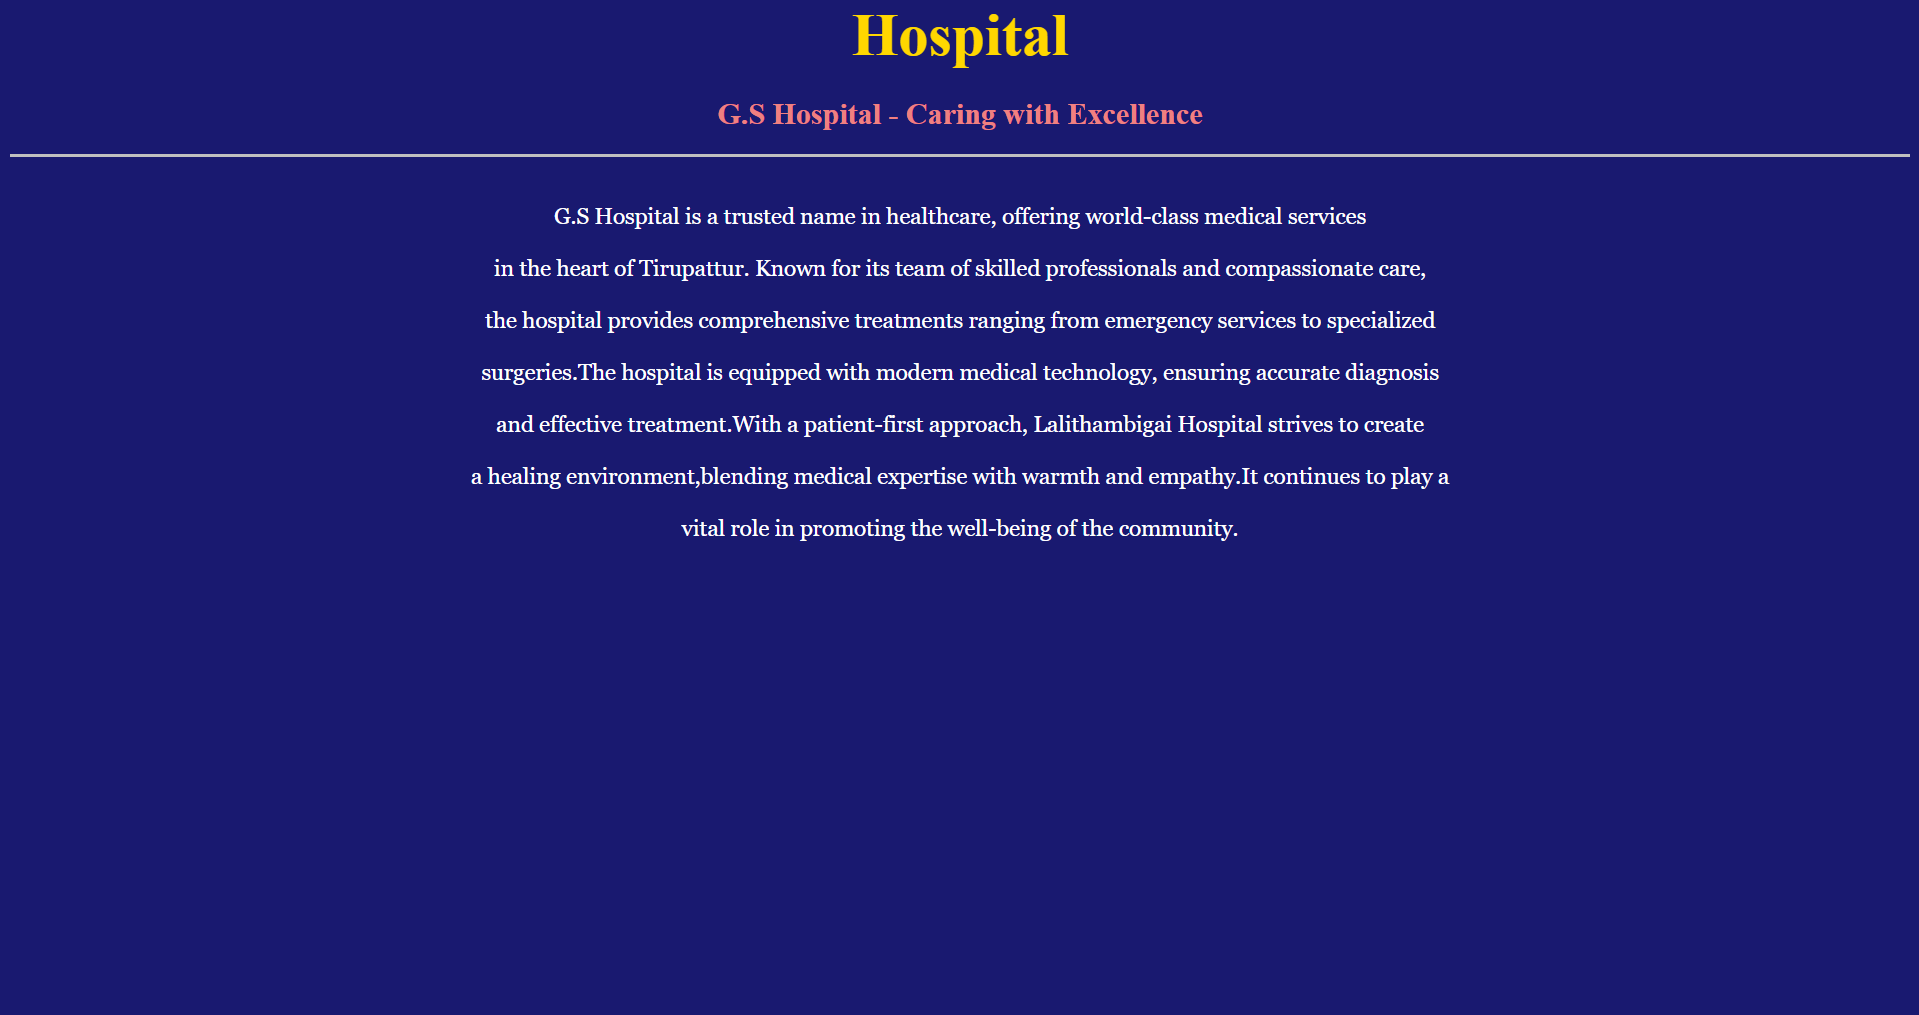 Hospital
G.S Hospital - Caring with Excellence
G.S Hospital is a trusted name in healthcare, offering world-class medical services
in the heart of Tirupattur. Known for its team of skilled professionals and compassionate care,
the hospital provides comprehensive treatments ranging from emergency services to specialized
surgeries.The hospital is equipped with modern medical technology, ensuring accurate diagnosis
and effective treatment.With a patient-first approach, Lalithambigai Hospital strives to create
a healing environment,blending medical expertise with warmth and empathy.It continues to play a
vital role in promoting the well-being of the community.